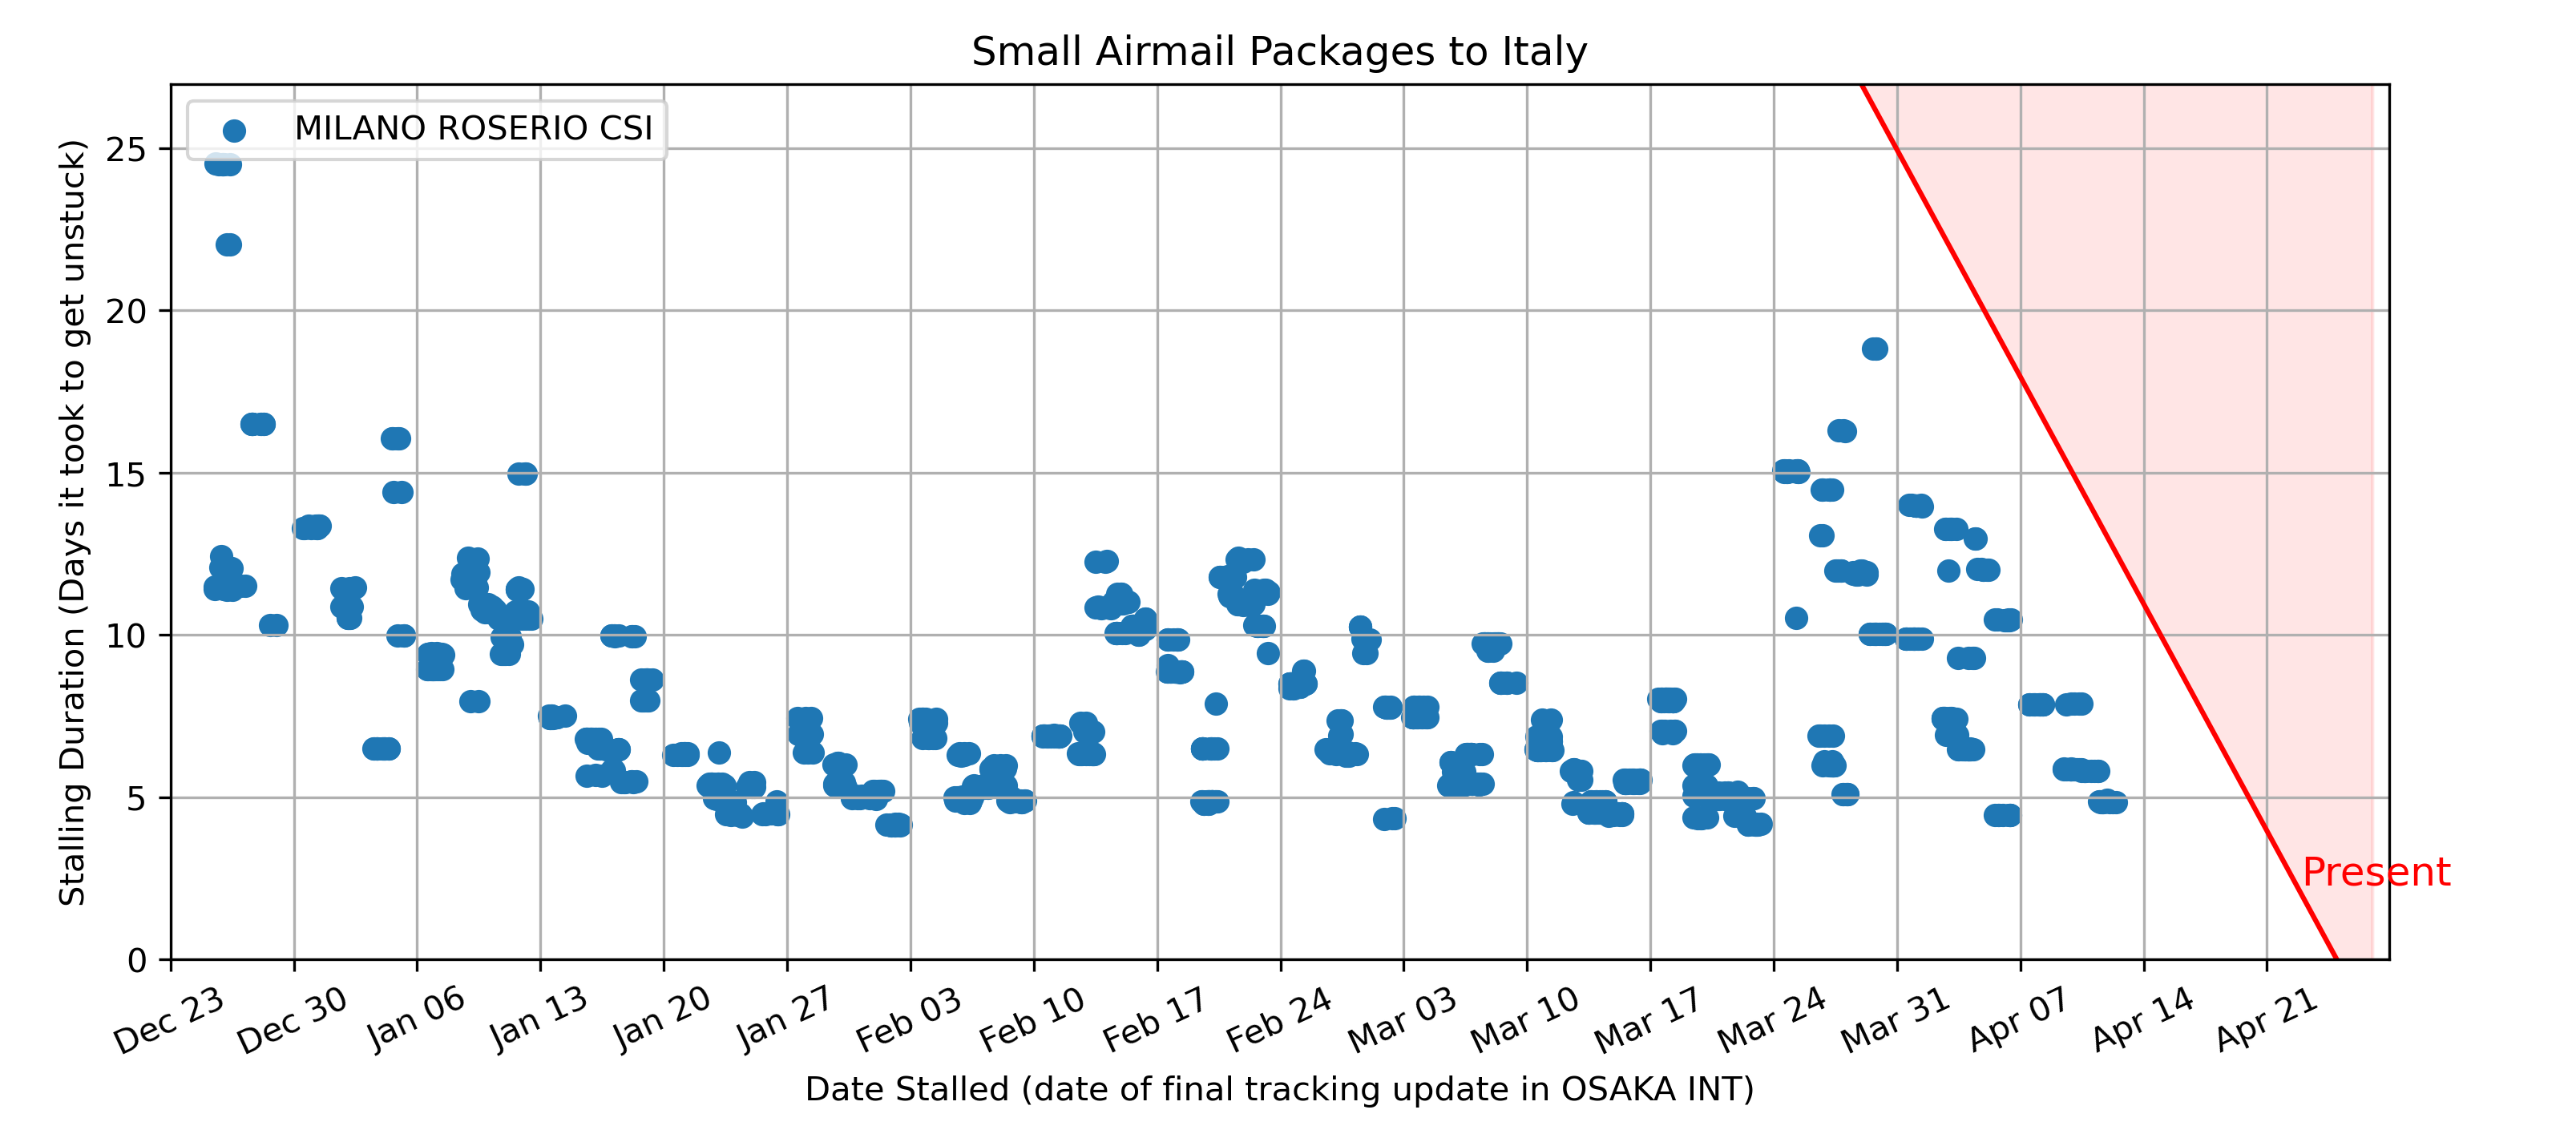 Small Airmail Packages to Italy
MILANO ROSERIO CSI
Stalling Duration (Days it took to get unstuck)
25
20
15
10
5
0
Present
Dec 23
Dec 30
Jan 06
Jan 13
Jan 20
Jan 27
Feb 03
Feb 10
Feb 17
Feb 24
Mar 03
Mar 10
Mar 17
Mar 24
Mar 31
Apr 07
Apr 14
Apr 21
Date Stalled (date of final tracking update in OSAKA INT)